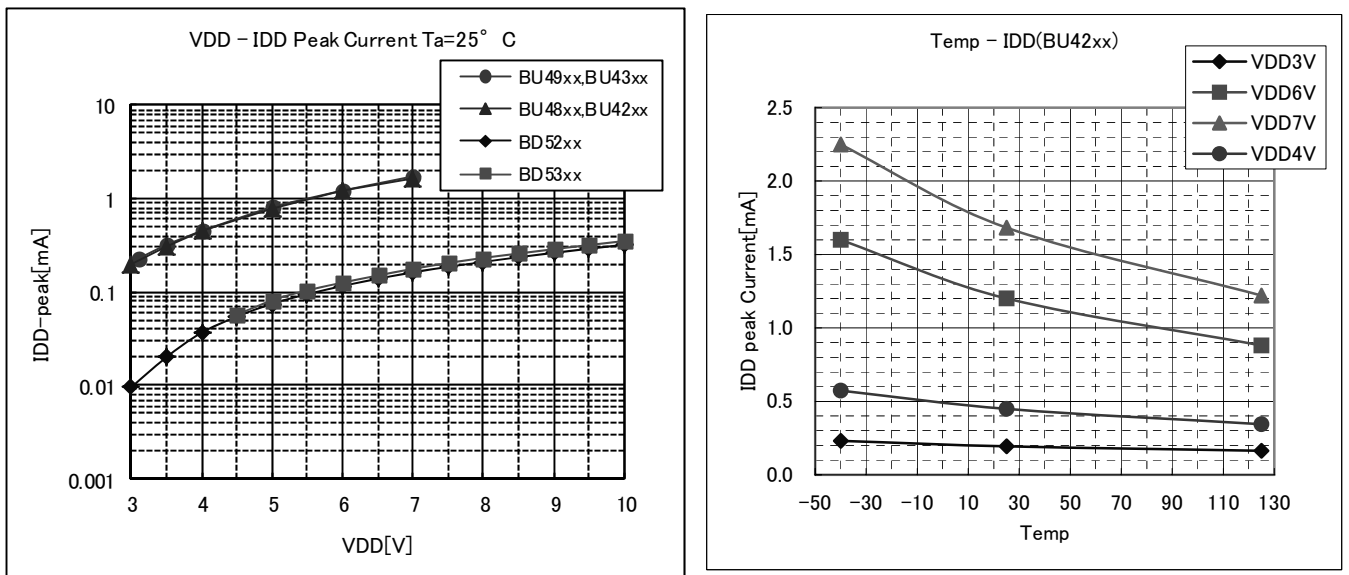 VDD - IDD Peak Current Ta=25° C
BU49xx,BU43xx
BU48xx,BU42xx
BD52xx
BD53xx
10
1
0.1
0.01
0.001
IDD-peak[mA]
3 4 5 6 7 8 9 10
VDD[V]
Temp - IDD(BU42xx)
VDD3V
VDD6V
VDD7V
VDD4V
2.5
2.0
1.5
1.0
0.5
0.0
IDD peak Current[mA]
-50 -30 -10 10 30 50 70 90 110 130
Temp